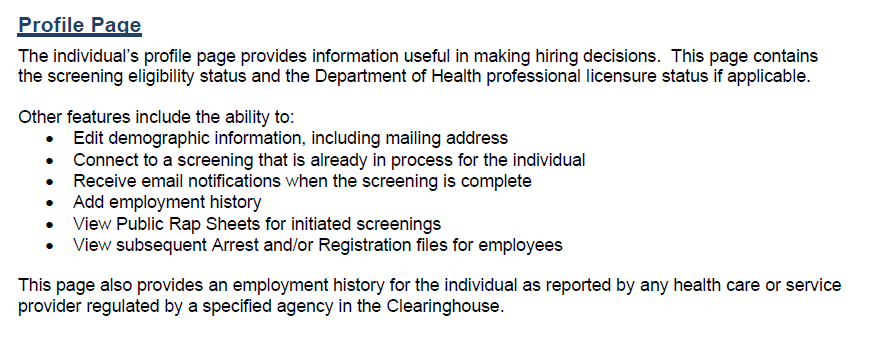 Profile Page
The individual's profile page provides information useful in making hiring decisions.  This page contains
the screening eligibility status and the Department of Health professional licensure status if applicable.
Other features include the ability to:
• Edit demographic information, including mailing address
• Connect to a screening that is already in process for the individual
• Receive email notifications when the screening is complete
• Add employment history
• View Public Rap Sheets for initiated screenings
• View subsequent Arrest and/or Registration files for employees
This page also provides an employment history for the individual as reported by any health care or service
provider regulated by a specified agency in the Clearinghouse.